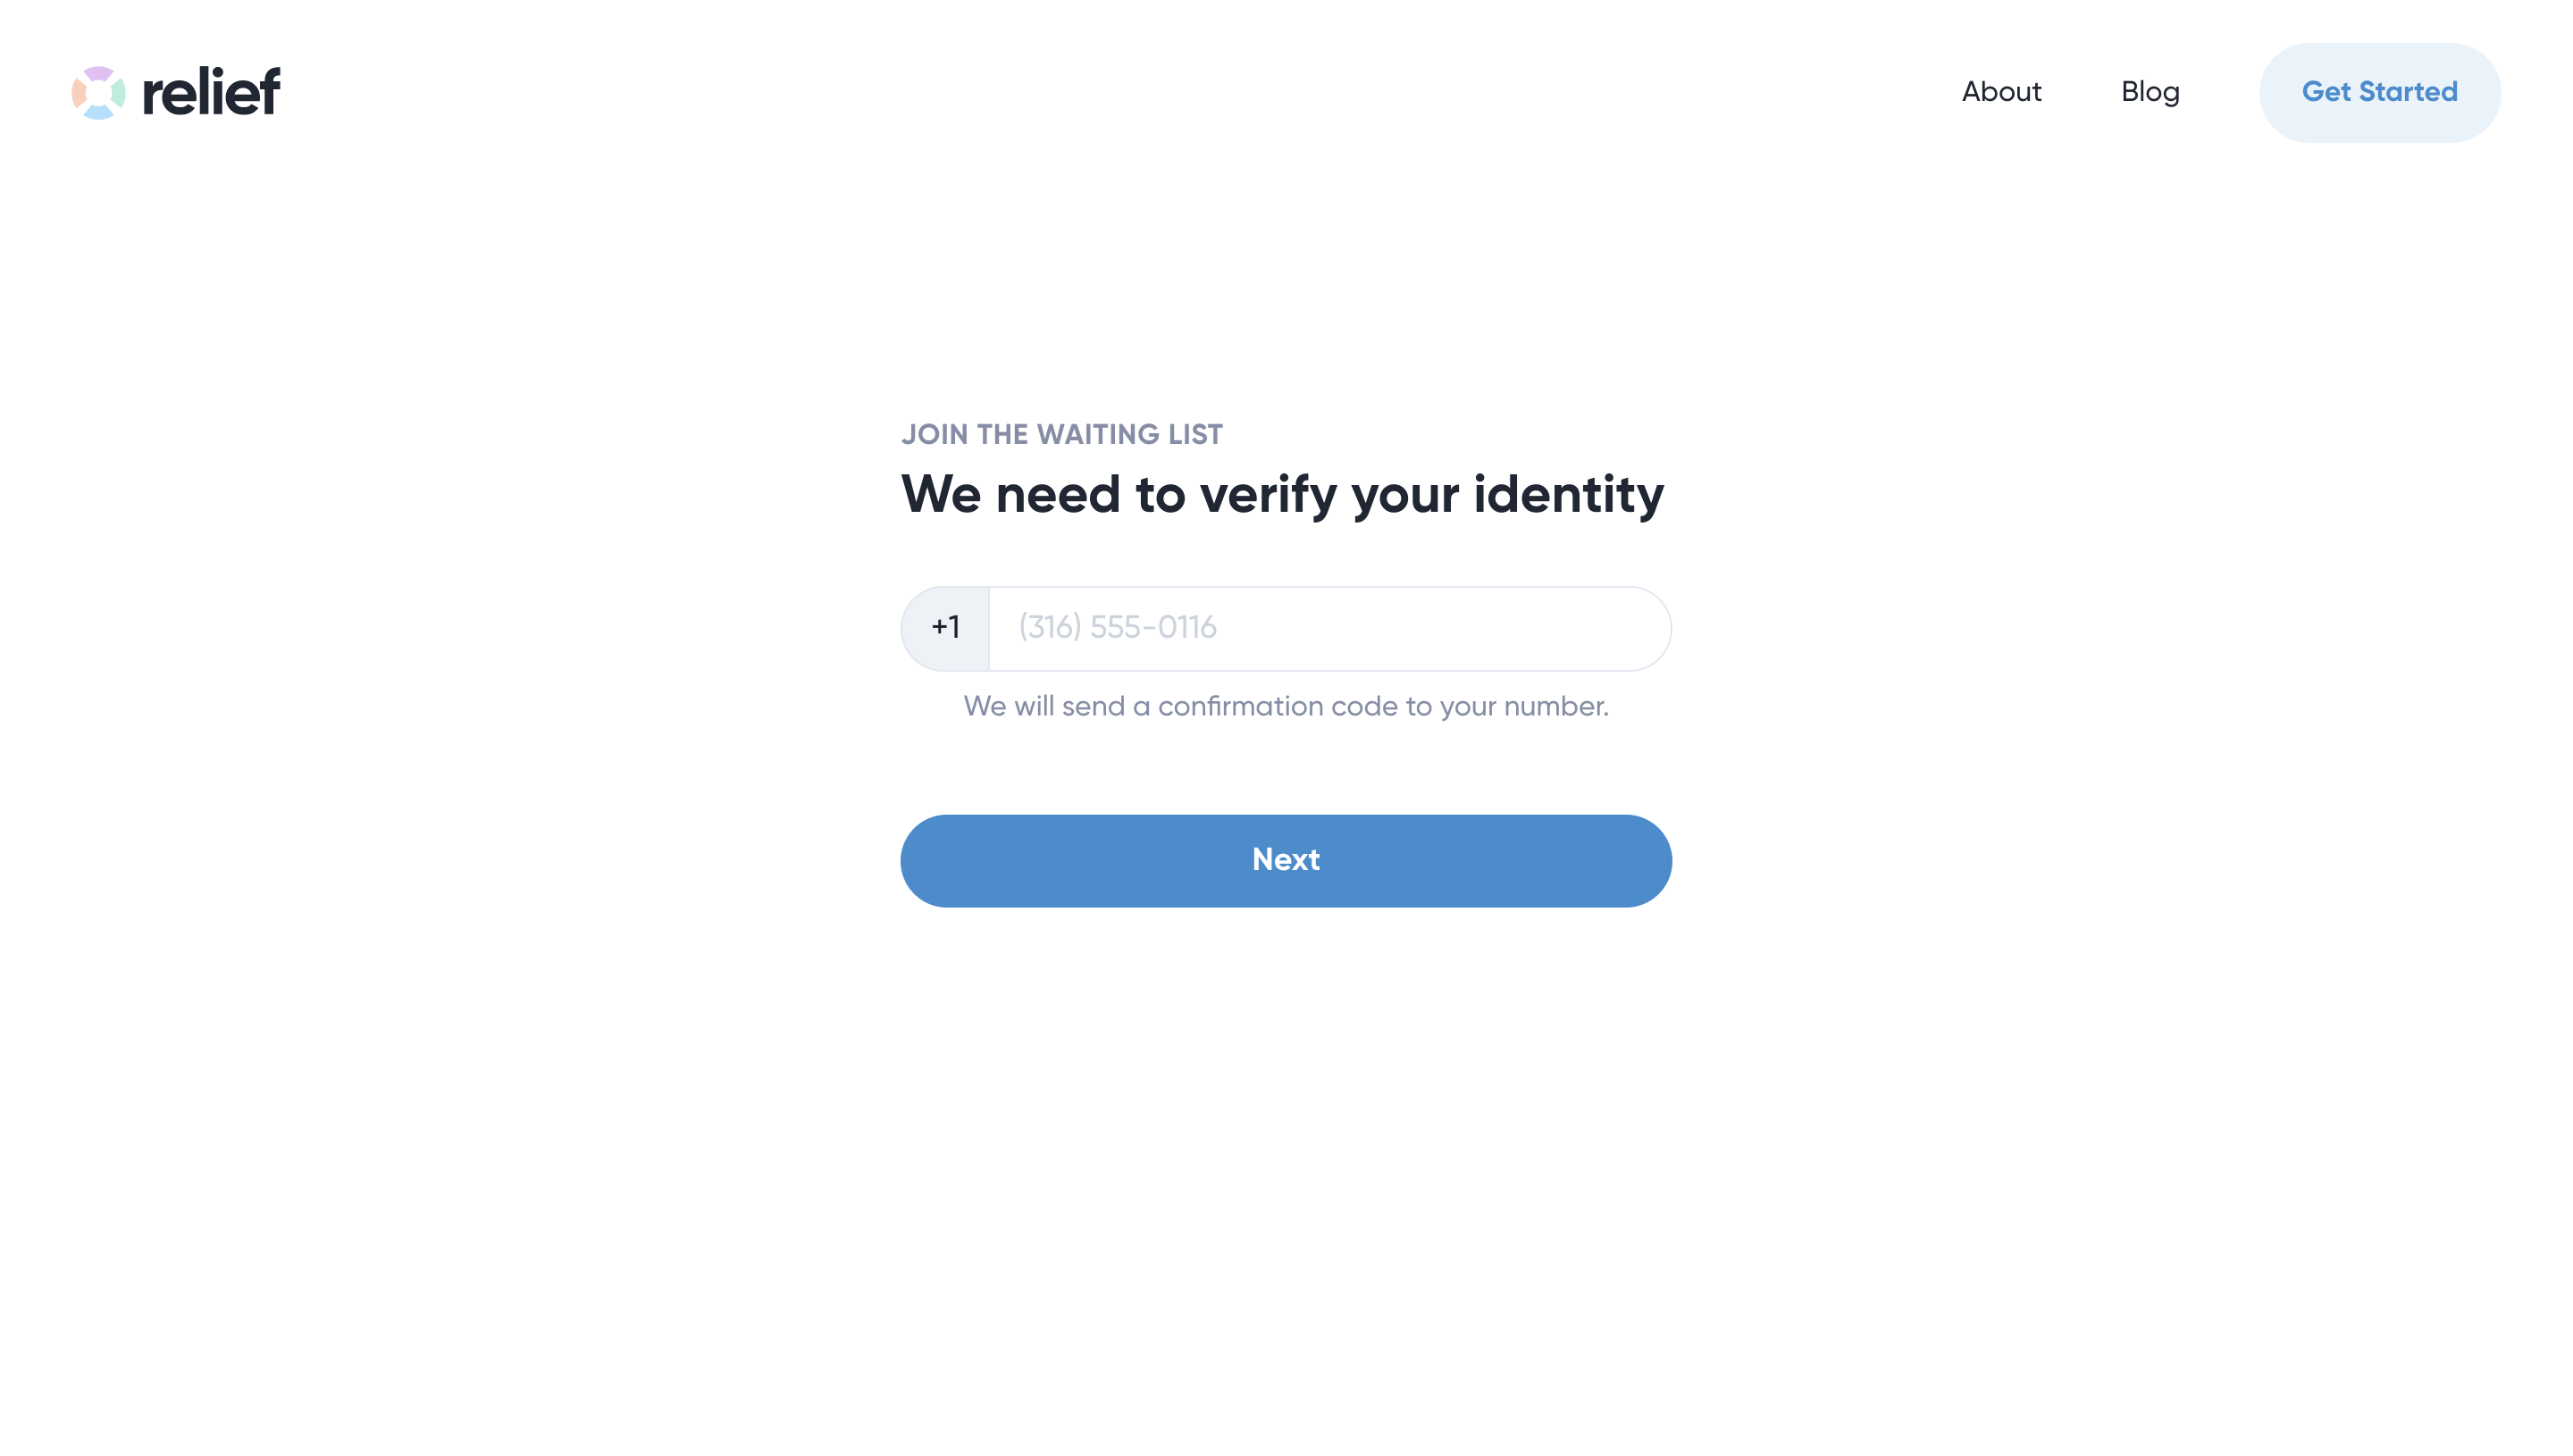 relief
About
Blog
Get Started
JOIN THE WAITING LIST
We need to verify your identity
+1
(316) 555-0116
We will send a confirmation code to your number.
Next